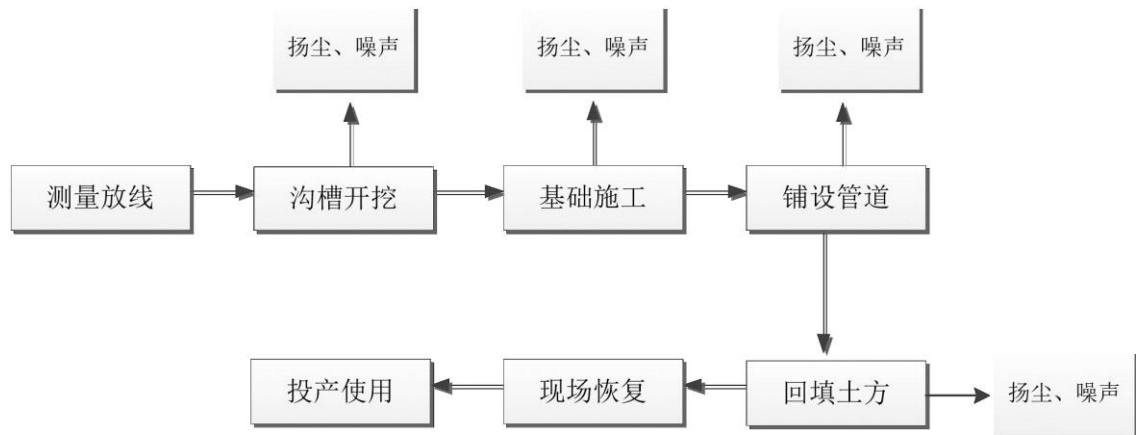 扬尘、噪声
扬尘、噪声
扬尘、噪声
测量放线
沟槽开挖
基础施工
铺设管道
投产使用
现场恢复
回填土方
扬尘、噪声